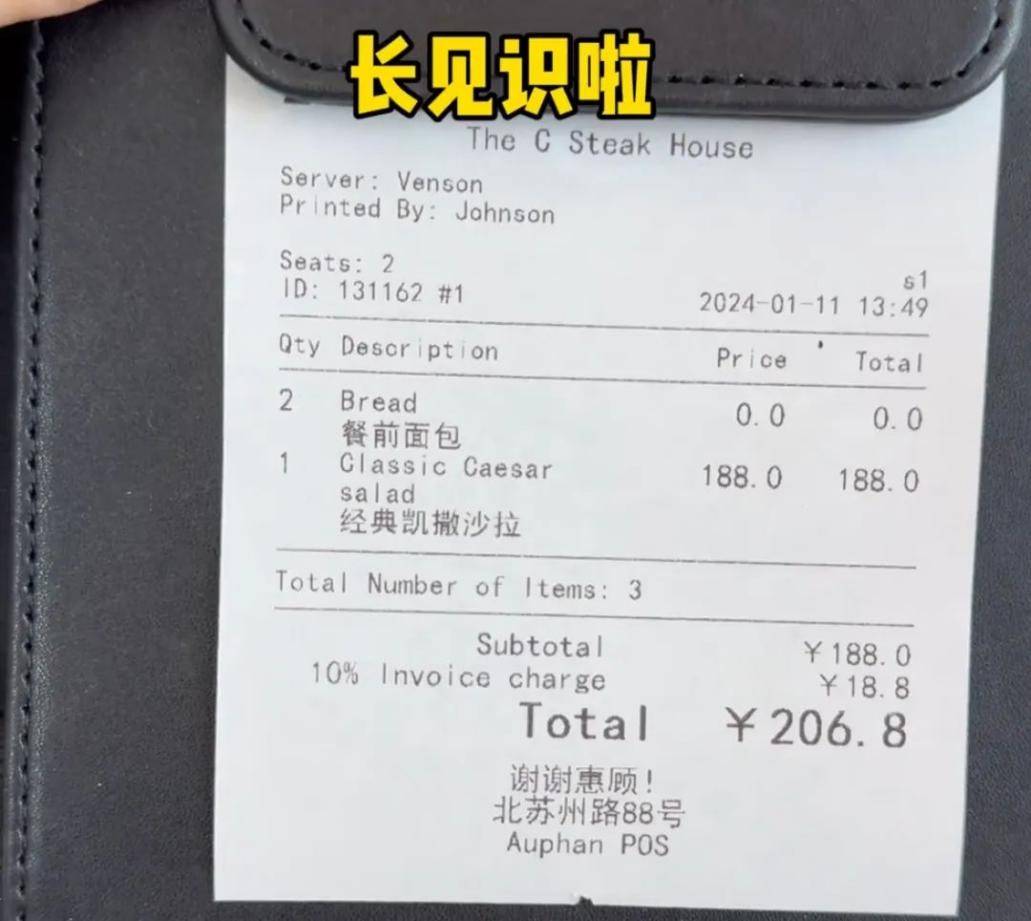 长见识啦
The C Steak House
Server: Venson
Printed By: Johnson
Seats: 2
s1
ID: 131162 #1 2024-01-11 13:49
Qty Description Price Total
2 Bread 0.0 0.0
餐前面包
1 Classic Caesar 188.0 188.0
salad
经典凯撒沙拉
Total Number of Items: 3
Subtotal ￥188.0
10% Invoice charge ￥18.8
Total ￥206.8
谢谢惠顾!
北苏州路88号
Auphan POS